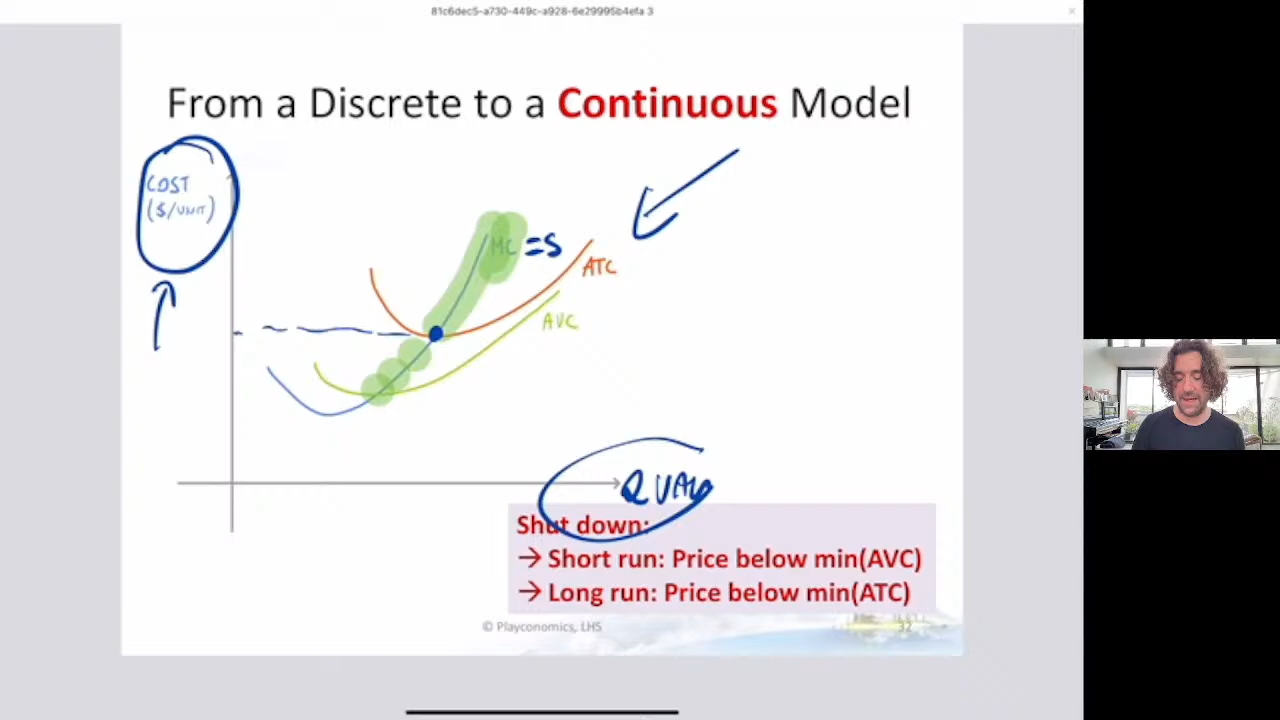 81c6dec5-a730-449c-a928-6e29995b4efa 3
From a Discrete to a Continuous Model
COST
($/UNIT)
MC =S
ATC
AVC
Shut down:
→ Short run: Price below min(AVC)
→ Long run: Price below min(ATC)
© Playconomics, LHS
32